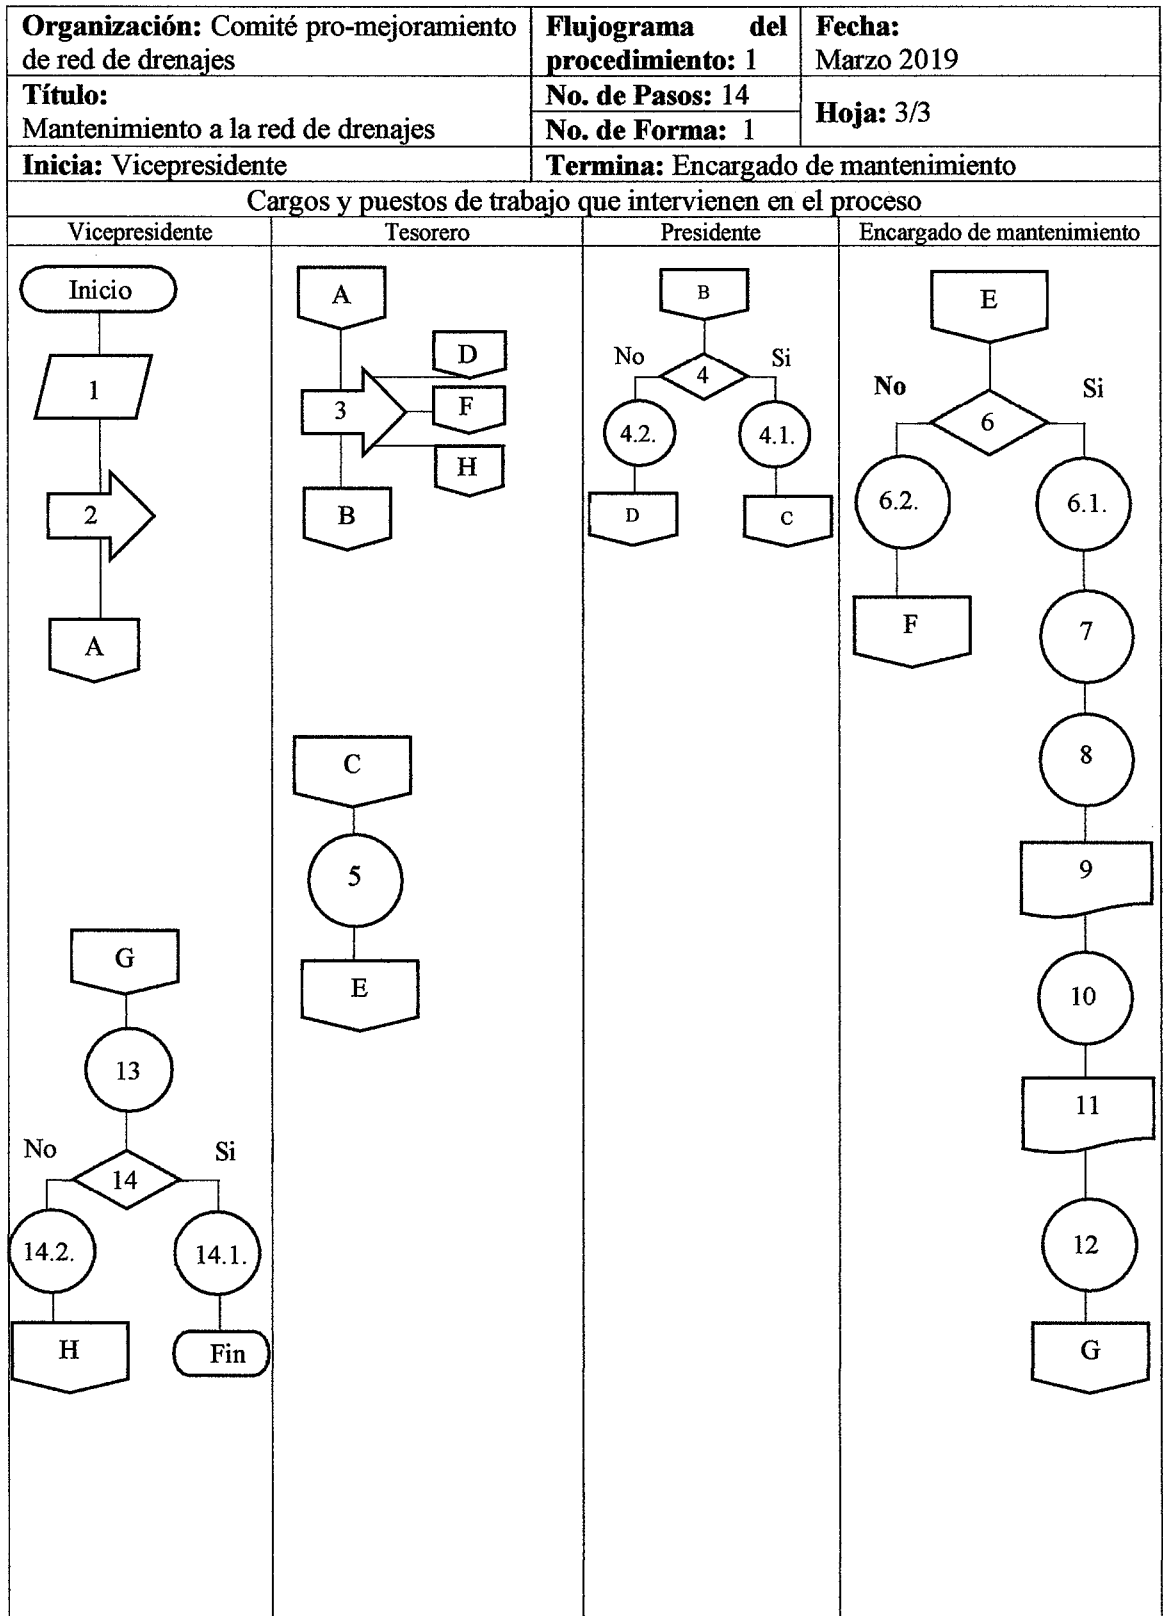 Organización: Comité pro-mejoramiento
de red de drenajes
Flujograma del
procedimiento: 1
Fecha:
Marzo 2019
Título:
Mantenimiento a la red de drenajes
No. de Pasos: 14
No. de Forma: 1
Hoja: 3/3
Inicia: Vicepresidente
Termina: Encargado de mantenimiento
Cargos y puestos de trabajo que intervienen en el proceso
Vicepresidente
Tesorero
Presidente
Encargado de mantenimiento
Inicio
1
2
A
G
13
No
Si
14
14.2.
14.1.
H
Fin
A
D
3
F
H
B
C
5
E
B
No
Si
4
4.2.
4.1.
D
C
E
No
Si
6
6.2.
6.1.
F
7
8
9
10
11
12
G